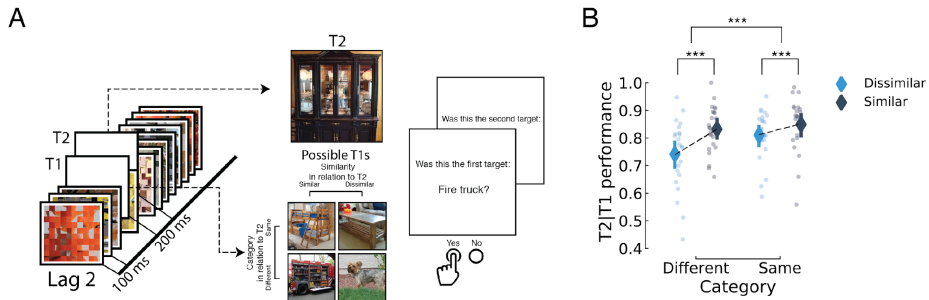 A
T2
T1
Lag 2
100 ms
200 ms
T2
Possible T1s
Similarity
in relation to T2
Similar
Dissimilar
Category
in relation to T2
Same
Different
Was this the second target:
Was this the first target:
Fire truck?
Yes
No
B
***
***
***
Dissimilar
Similar
T2|T1 performance
1.0
0.9
0.8
0.7
0.6
0.5
0.4
Different
Same
Category